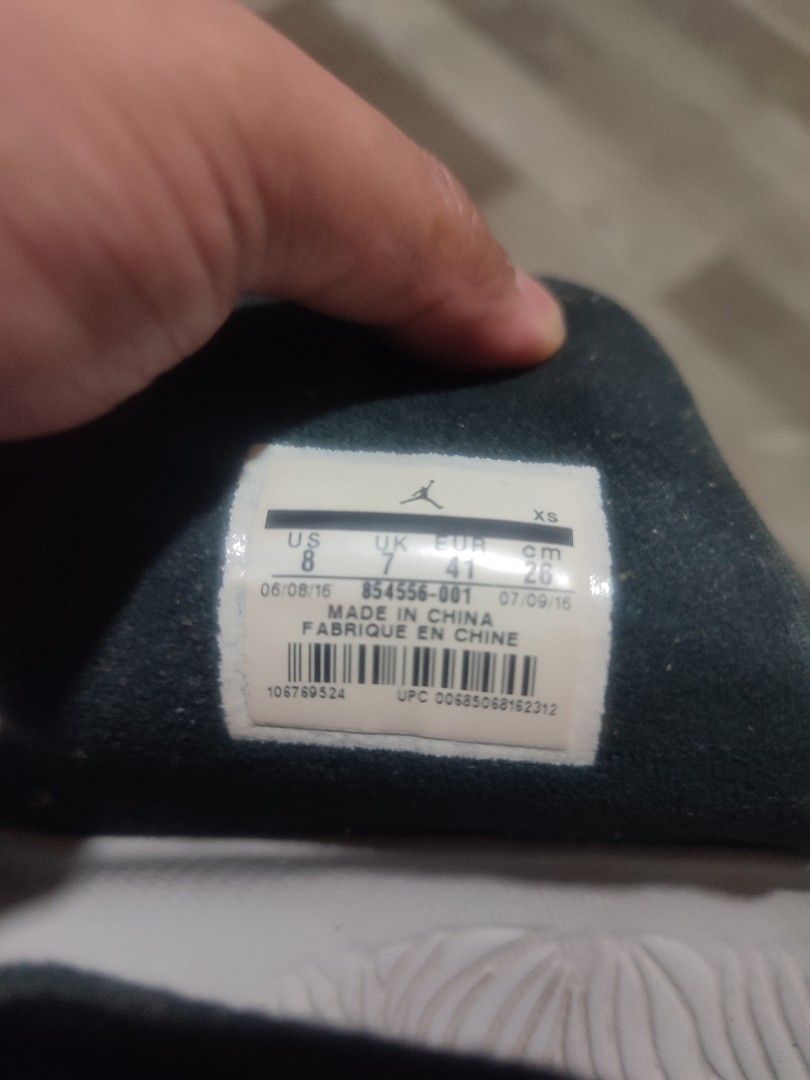 XS
US UK EUR cm
8 7 41 26
06/08/16 854556-001 07/09/16
MADE IN CHINA
FABRIQUE EN CHINE
106769524 UPC 00685068162312